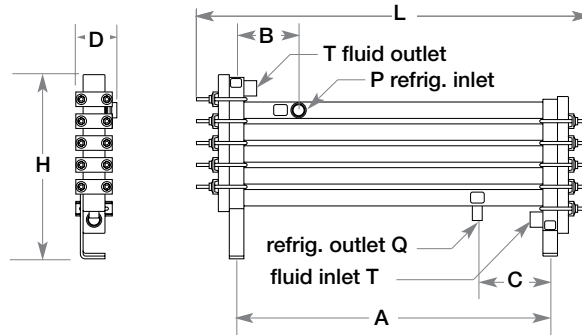 L
D
B
T fluid outlet
P refrig. inlet
H
refrig. outlet Q
fluid inlet T
C
A